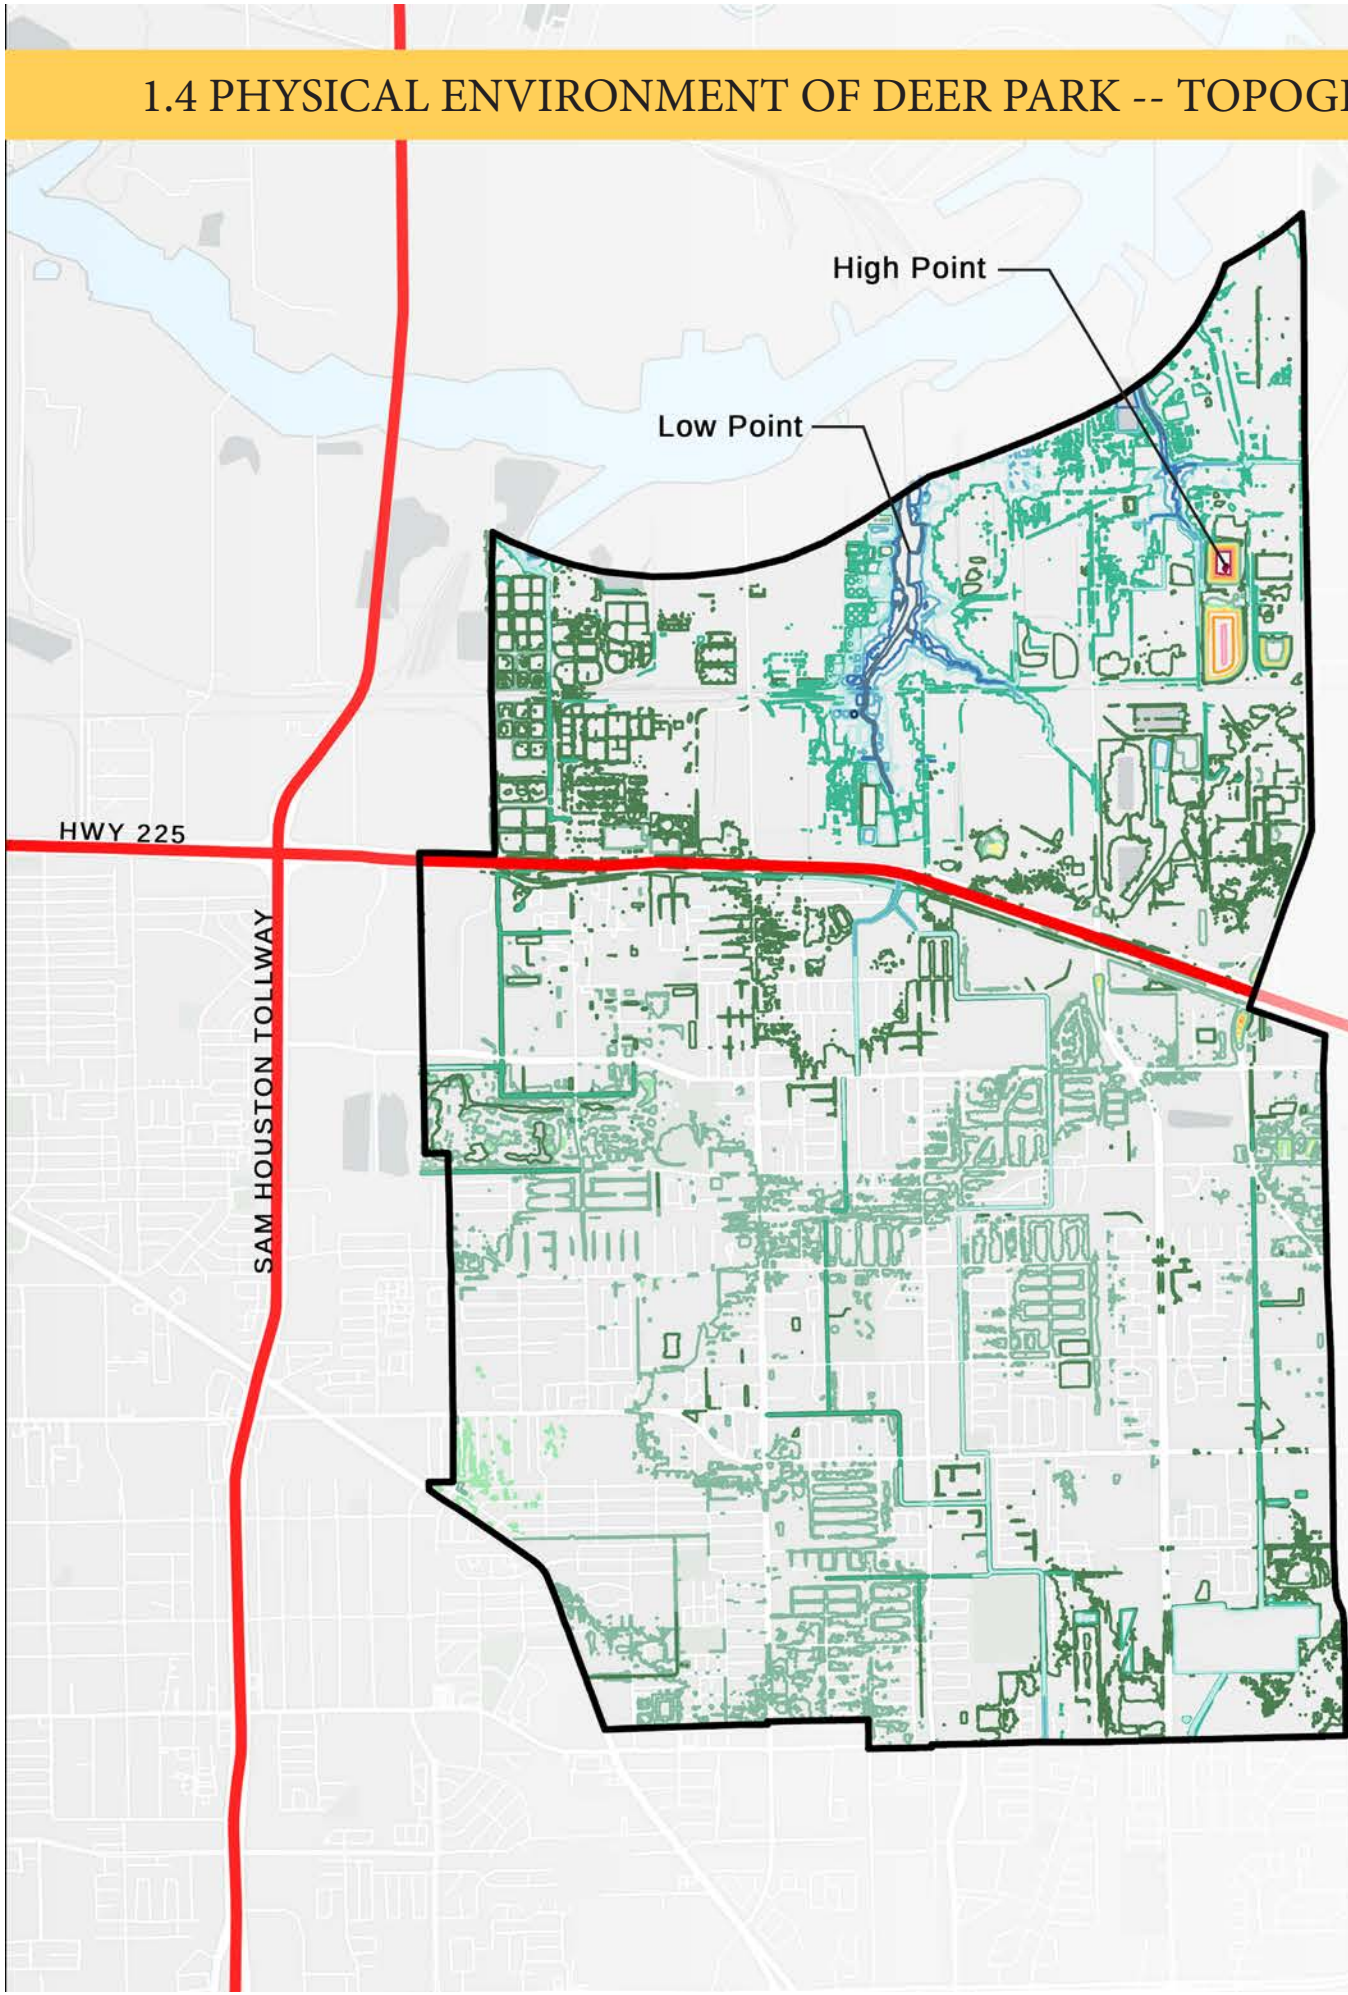 1.4 PHYSICAL ENVIRONMENT OF DEER PARK -- TOPOG
High Point
Low Point
HWY 225
SAM HOUSTON TOLLWAY